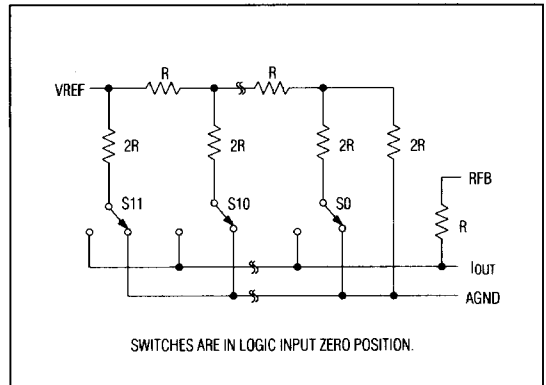 R R
VREF
2R 2R 2R 2R
RFB
S11 S10 S0
R
IOUT
AGND
SWITCHES ARE IN LOGIC INPUT ZERO POSITION.